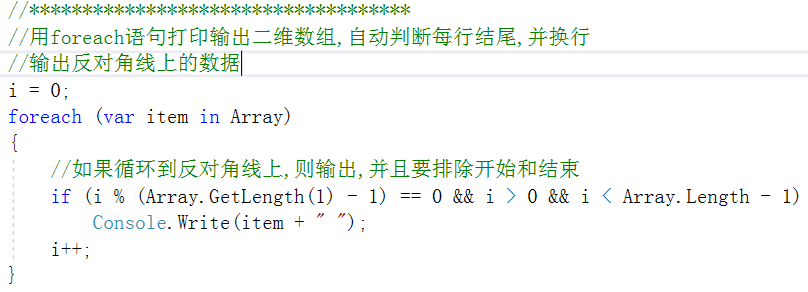 //************************************
//用foreach语句打印输出二维数组,自动判断每行结尾,并换行
//输出反对角线上的数据
i = 0;
foreach (var item in Array)
{
//如果循环到反对角线上,则输出,并且要排除开始和结束
if (i % (Array.GetLength(1) - 1) == 0 && i > 0 && i < Array.Length - 1)
Console.Write(item + " ");
i++;
}